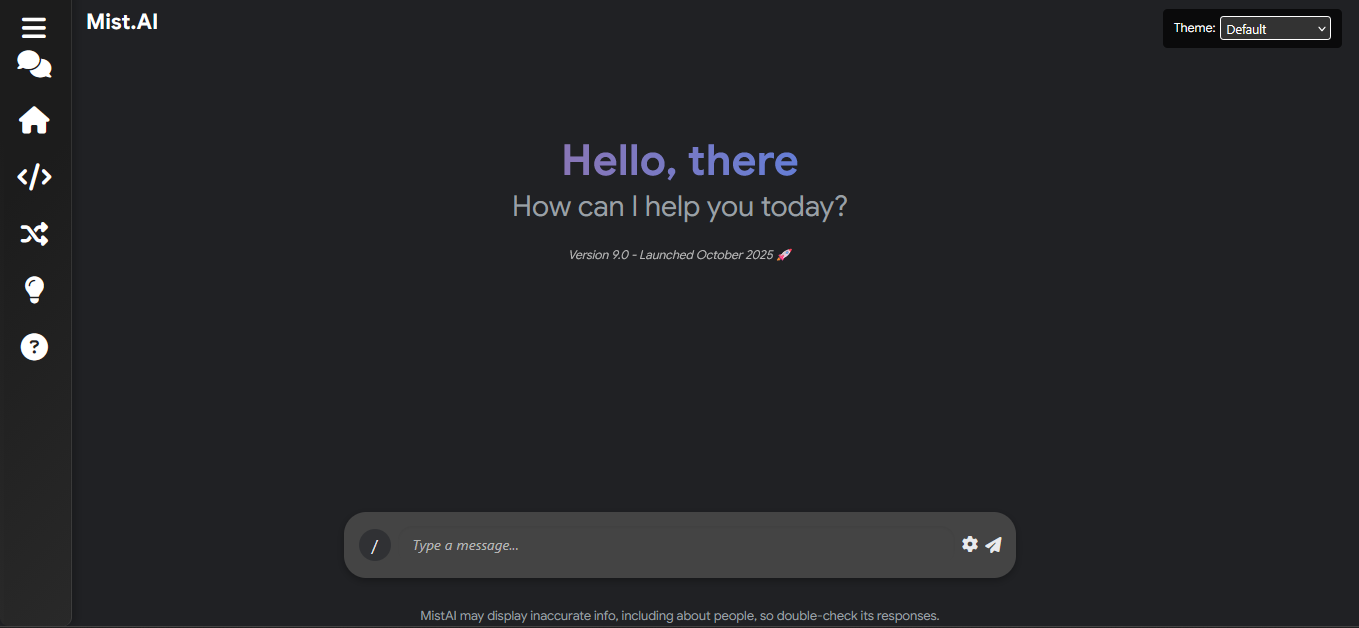 Mist.AI
Theme: Default
Hello, there
How can I help you today?
Version 9.0 - Launched October 2025 🚀
/ Type a message...
MistAI may display inaccurate info, including about people, so double-check its responses.